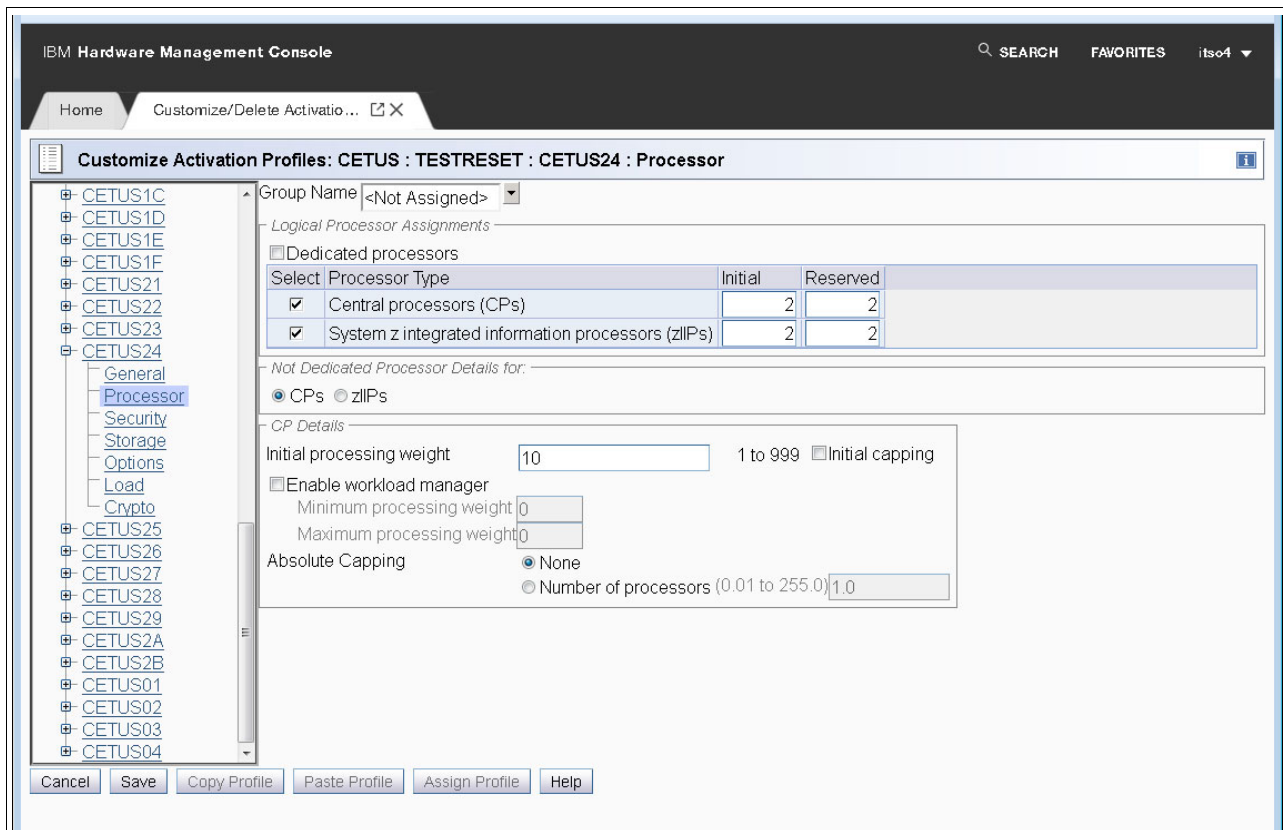 IBM Hardware Management Console
SEARCH FAVORITES itso4
Home Customize/Delete Activatio...
Customize Activation Profiles: CETUS : TESTRESET : CETUS24 : Processor
CETUS1C
CETUS1D
CETUS1E
CETUS1F
CETUS21
CETUS22
CETUS23
CETUS24
General
Processor
Security
Storage
Options
Load
Crypto
CETUS25
CETUS26
CETUS27
CETUS28
CETUS29
CETUS2A
CETUS2B
CETUS01
CETUS02
CETUS03
CETUS04
Group Name <Not Assigned>
Logical Processor Assignments
Dedicated processors
Select Processor Type Initial Reserved
Central processors (CPs) 2 2
System z integrated information processors (zIIPs) 2 2
Not Dedicated Processor Details for:
CPs zIIPs
CP Details
Initial processing weight 10 1 to 999 Initial capping
Enable workload manager
Minimum processing weight 0
Maximum processing weight 0
Absolute Capping None
Number of processors (0.01 to 255.0) 1.0
Cancel Save Copy Profile Paste Profile Assign Profile Help